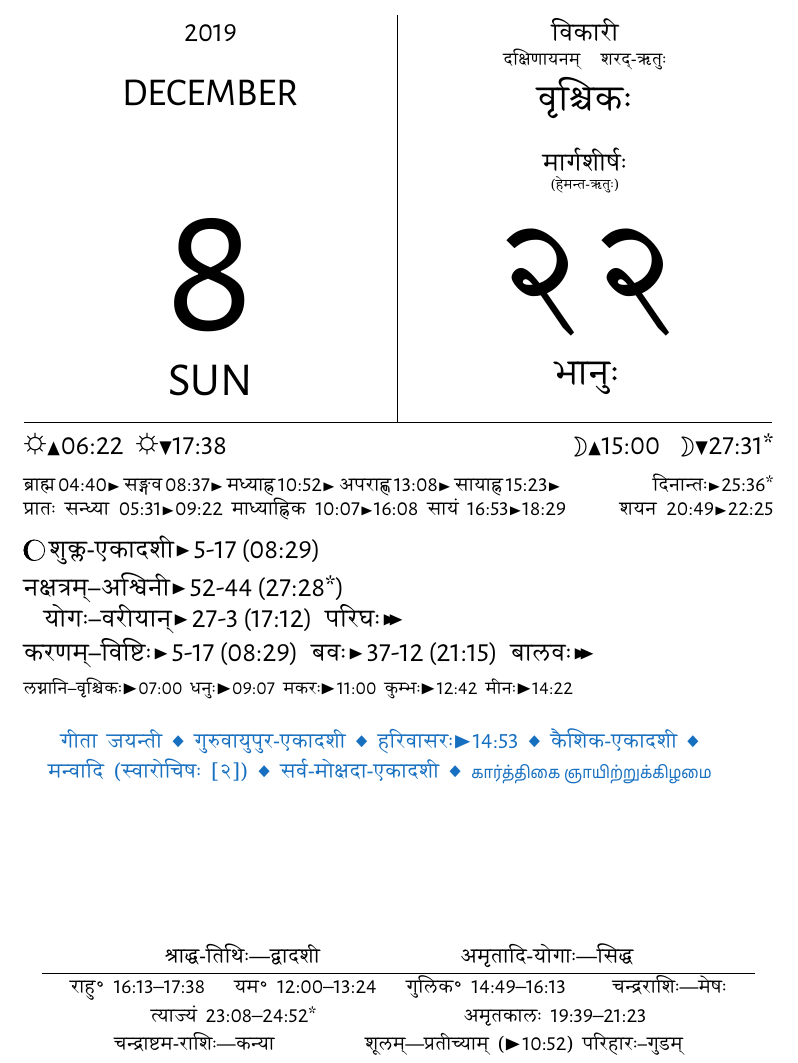 2019
DECEMBER
8
SUN
विकारी
दक्षिणायनम् शरद्-ऋतुः
वृश्चिकः
मार्गशीर्षः
(हेमन्त-ऋतुः)
२२
भानुः
☼▲06:22 ☼▼17:38 ☽▲15:00 ☽▼27:31*
ब्राह्म 04:40► सङ्गव 08:37► मध्याह्न 10:52► अपराह्ण 13:08► सायाह्न 15:23► दिनान्तः►25:36*
प्रातः सन्ध्या 05:31►09:22 माध्याह्निक 10:07►16:08 सायं 16:53►18:29 शयन 20:49►22:25
शुक्ल-एकादशी►5-17 (08:29)
नक्षत्रम्–अश्विनी►52-44 (27:28*)
योगः–वरीयान्►27-3 (17:12) परिघः►►
करणम्–विष्टिः►5-17 (08:29) बवः►37-12 (21:15) बालवः►►
लग्नानि–वृश्चिकः►07:00 धनुः►09:07 मकरः►11:00 कुम्भः►12:42 मीनः►14:22
गीता जयन्ती ◆ गुरुवायुपुर-एकादशी ◆ हरिवासरः►14:53 ◆ कैशिक-एकादशी ◆
मन्वादि (स्वारोचिषः [२]) ◆ सर्व-मोक्षदा-एकादशी ◆ கார்த்திகை ஞாயிற்றுக்கிழமை
श्राद्ध-तिथिः—द्वादशी अमृतादि-योगाः—सिद्ध
राहु॰ 16:13–17:38 यम॰ 12:00–13:24 गुलिक॰ 14:49–16:13 चन्द्रराशिः—मेषः
त्याज्यं 23:08–24:52* अमृतकालः 19:39–21:23
चन्द्राष्टम-राशिः—कन्या शूलम्—प्रतीच्याम् (►10:52) परिहारः–गुडम्